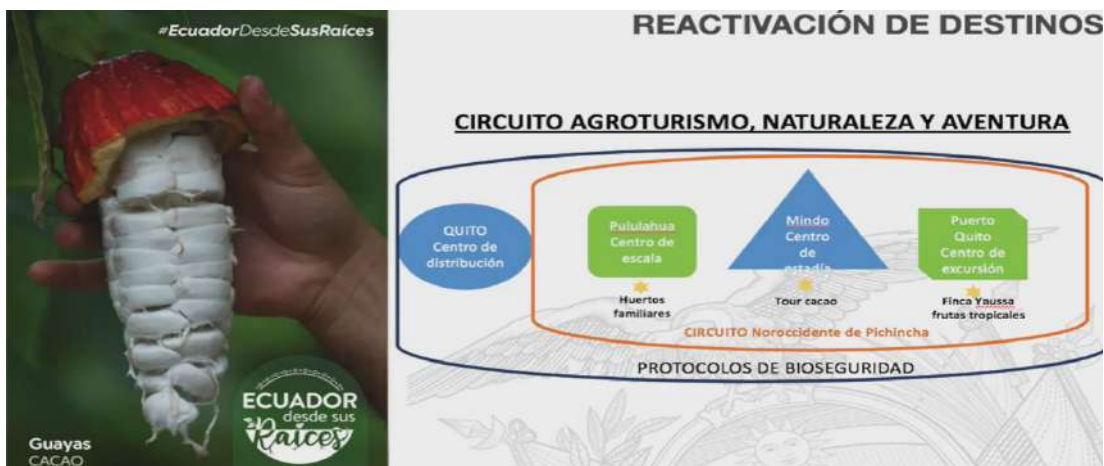 #EcuadorDesdeSusRaíces
Guayas
CACAO
ECUADOR
desde sus
Raíces
REACTIVACIÓN DE DESTINOS
CIRCUITO AGROTURISMO, NATURALEZA Y AVENTURA
QUITO
Centro de
distribución
Pululahua
Centro de
escala
Huertos
familiares
Mindo
Centro
de
estadía
Tour cacao
Puerto
Quito
Centro de
excursión
Finca Yaussa
frutas tropicales
CIRCUITO Noroccidente de Pichincha
PROTOCOLOS DE BIOSEGURIDAD